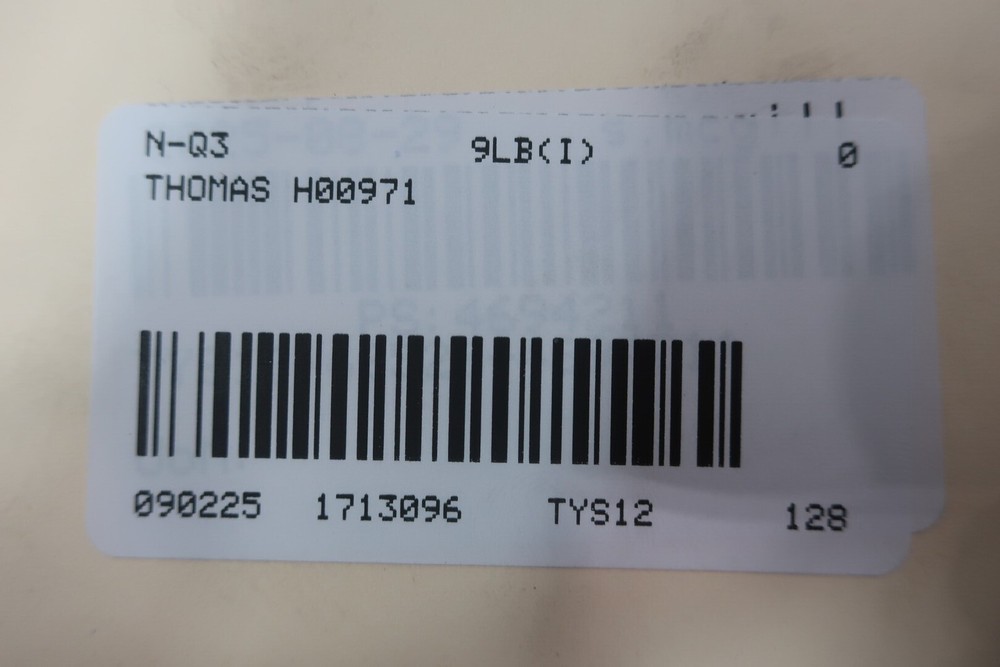 N-Q3 9LB(I) 0
THOMAS H00971
090225 1713096 TYS12 128